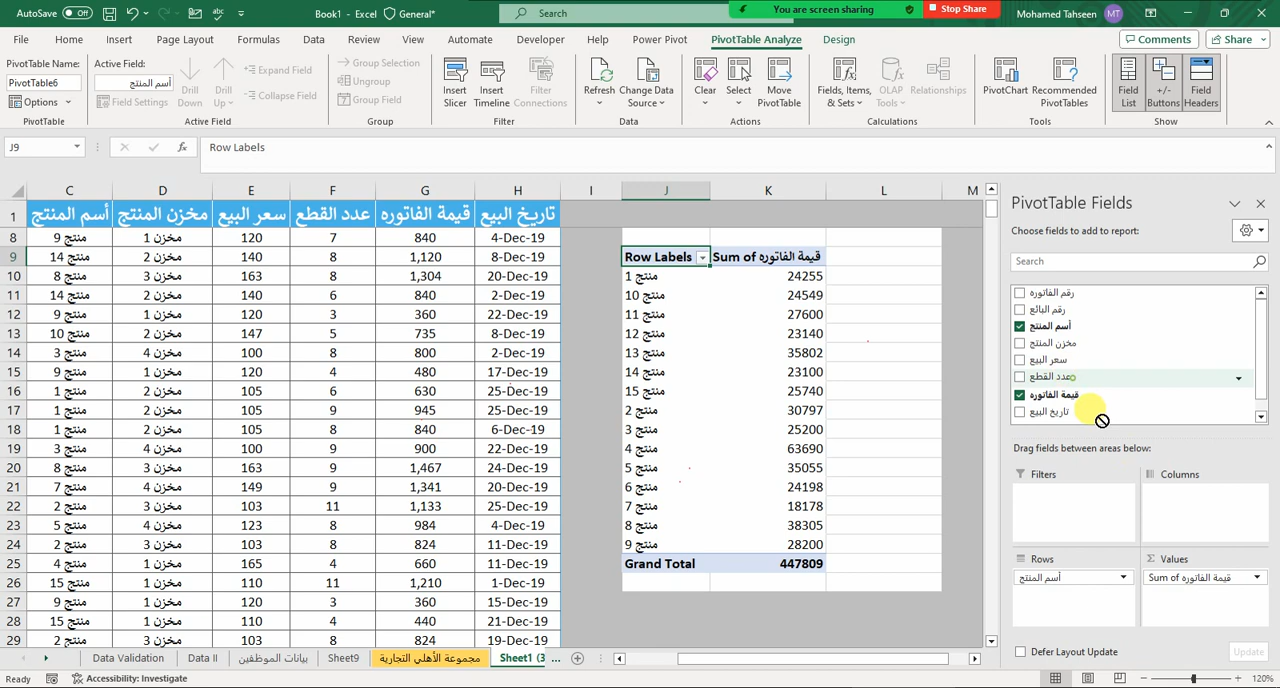 AutoSave Off Book1 - Excel General* Search You are screen sharing Stop Share Mohamed Tahseen MT
File Home Insert Page Layout Formulas Data Review View Automate Developer Help Power Pivot PivotTable Analyze Design Comments Share
PivotTable Name:
PivotTable6
Options
PivotTable
Active Field:
أسم المنتج
Field Settings
Drill Down
Drill Up
Expand Field
Collapse Field
Active Field
Group Selection
Ungroup
Group Field
Group
Insert Slicer
Insert Timeline
Filter Connections
Filter
Refresh
Change Data Source
Data
Clear
Select
Move PivotTable
Actions
Fields, Items, & Sets
OLAP Tools
Relationships
Calculations
PivotChart
Recommended PivotTables
Tools
Field List
+/- Buttons
Field Headers
Show
J9 fx Row Labels
C D E F G H I J K L M
1 أسم المنتج مخزن المنتج سعر البيع عدد القطع قيمة الفاتوره تاريخ البيع
8 منتج 9 مخزن 1 120 7 840 4-Dec-19
9 منتج 14 مخزن 2 140 8 1,120 8-Dec-19 Row Labels Sum of قيمة الفاتوره
10 منتج 8 مخزن 3 163 8 1,304 20-Dec-19 منتج 1 24255
11 منتج 14 مخزن 2 140 6 840 2-Dec-19 منتج 10 24549
12 منتج 9 مخزن 1 120 3 360 22-Dec-19 منتج 11 27600
13 منتج 10 مخزن 2 147 5 735 8-Dec-19 منتج 12 23140
14 منتج 3 مخزن 4 100 8 800 2-Dec-19 منتج 13 35802
15 منتج 9 مخزن 1 120 4 480 17-Dec-19 منتج 14 23100
16 منتج 1 مخزن 2 105 6 630 25-Dec-19 منتج 15 25740
17 منتج 1 مخزن 2 105 9 945 25-Dec-19 منتج 2 30797
18 منتج 1 مخزن 2 105 8 840 6-Dec-19 منتج 3 25200
19 منتج 3 مخزن 4 100 9 900 22-Dec-19 منتج 4 63690
20 منتج 8 مخزن 3 163 9 1,467 24-Dec-19 منتج 5 35055
21 منتج 7 مخزن 4 149 9 1,341 20-Dec-19 منتج 6 24198
22 منتج 2 مخزن 3 103 11 1,133 25-Dec-19 منتج 7 18178
23 منتج 5 مخزن 4 123 8 984 4-Dec-19 منتج 8 38305
24 منتج 2 مخزن 3 103 8 824 11-Dec-19 منتج 9 28200
25 منتج 4 مخزن 1 165 4 660 11-Dec-19 Grand Total 447809
26 منتج 15 مخزن 1 110 11 1,210 1-Dec-19
27 منتج 9 مخزن 1 120 3 360 15-Dec-19
28 منتج 15 مخزن 1 110 4 440 21-Dec-19
29 منتج 2 مخزن 3 103 8 824 19-Dec-19
PivotTable Fields
Choose fields to add to report:
Search
رقم الفاتوره
رقم البائع
أسم المنتج
مخزن المنتج
سعر البيع
عدد القطع
قيمة الفاتوره
تاريخ البيع
Drag fields between areas below:
Filters Columns
Rows Σ Values
أسم المنتج Sum of قيمة الفاتوره
Defer Layout Update Update
Data Validation Data II بيانات الموظفين Sheet9 مجموعة الأهلي التجارية Sheet1 (3 ...
Ready Accessibility: Investigate 120%